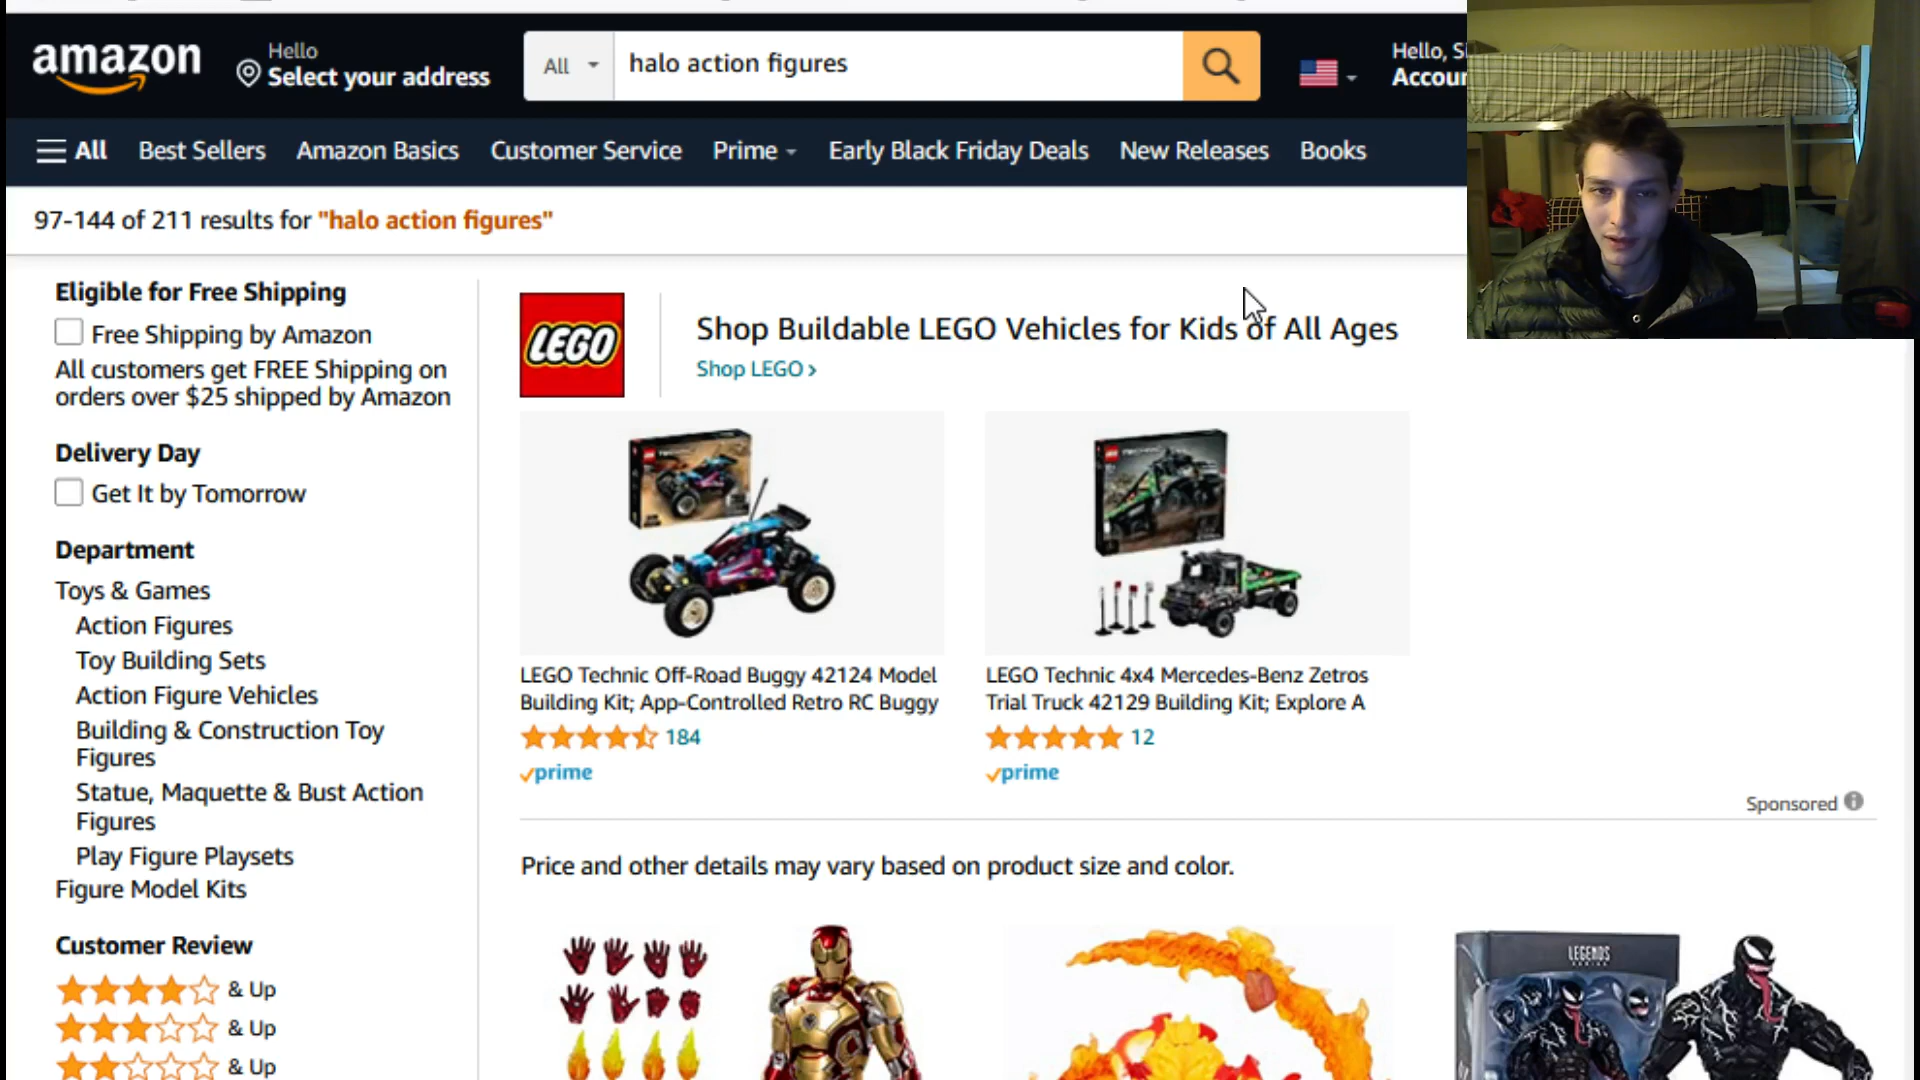 amazon
Hello
Select your address
All
halo action figures
Hello, S
Accou
All
Best Sellers
Amazon Basics
Customer Service
Prime
Early Black Friday Deals
New Releases
Books
97-144 of 211 results for "halo action figures"
Eligible for Free Shipping
Free Shipping by Amazon
All customers get FREE Shipping on
orders over $25 shipped by Amazon
Delivery Day
Get It by Tomorrow
Department
Toys & Games
Action Figures
Toy Building Sets
Action Figure Vehicles
Building & Construction Toy
Figures
Statue, Maquette & Bust Action
Figures
Play Figure Playsets
Figure Model Kits
Customer Review
& Up
& Up
& Up
LEGO
Shop Buildable LEGO Vehicles for Kids of All Ages
Shop LEGO ›
LEGO Technic Off-Road Buggy 42124 Model
Building Kit; App-Controlled Retro RC Buggy
184
prime
LEGO Technic 4x4 Mercedes-Benz Zetros
Trial Truck 42129 Building Kit; Explore A
12
prime
Sponsored
Price and other details may vary based on product size and color.
LEGENDS